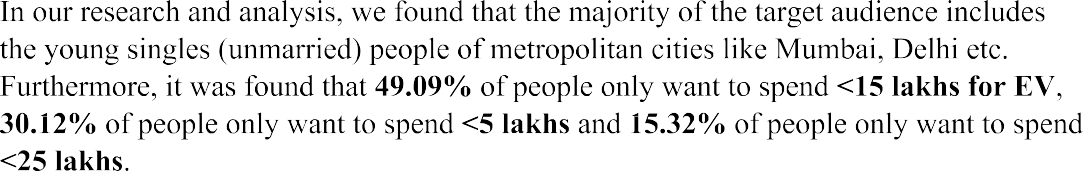 In our research and analysis, we found that the majority of the target audience includes
the young singles (unmarried) people of metropolitan cities like Mumbai, Delhi etc.
Furthermore, it was found that 49.09% of people only want to spend <15 lakhs for EV,
30.12% of people only want to spend <5 lakhs and 15.32% of people only want to spend
<25 lakhs.